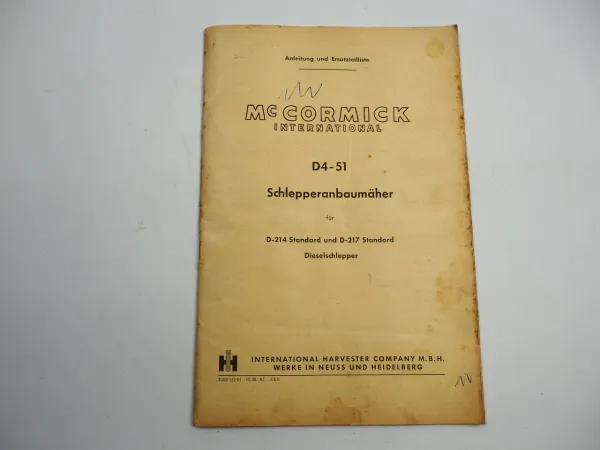 Anleitung und Ersatzteilliste
McCORMICK
INTERNATIONAL
D4-51
Schlepperanbaumäher
für
D-214 Standard und D-217 Standard
Dieselschlepper
INTERNATIONAL HARVESTER COMPANY M.B.H.
WERKE IN NEUSS UND HEIDELBERG